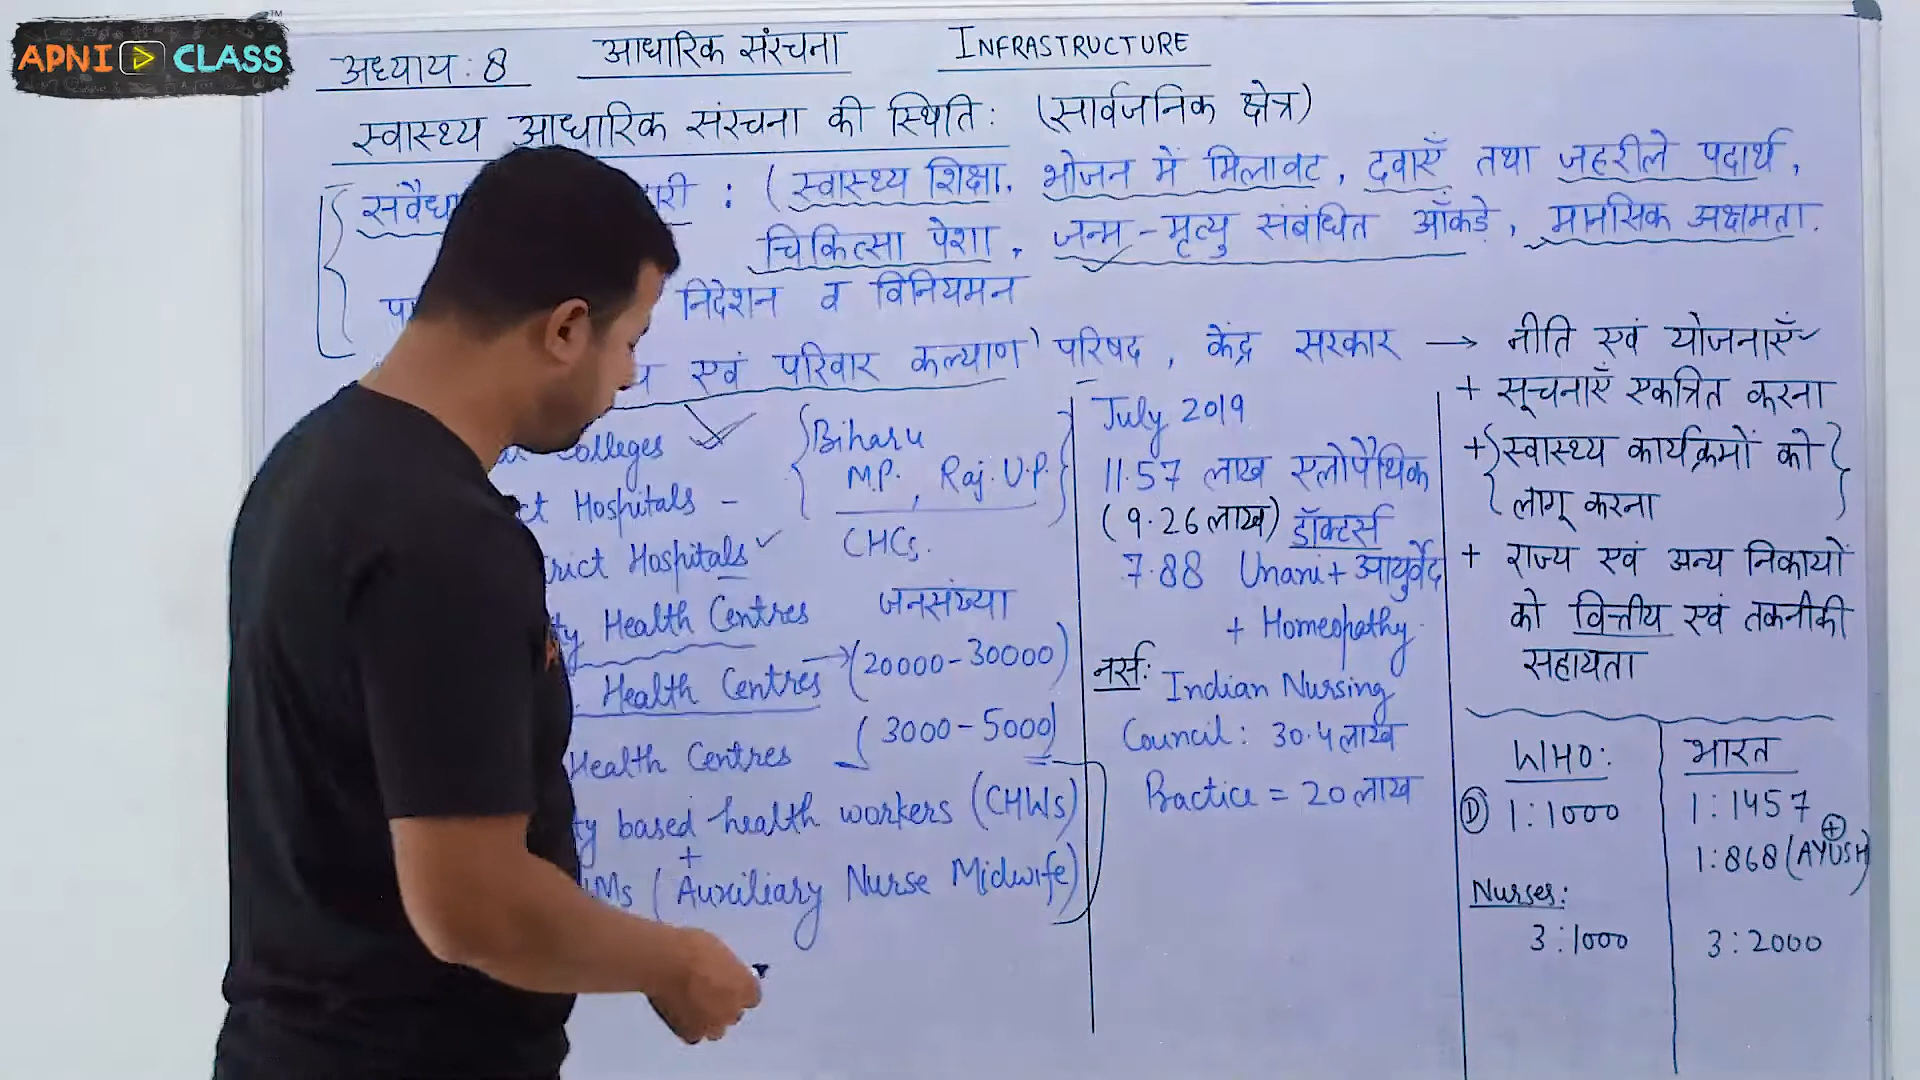 APNI CLASS
अध्याय : 8 आधारिक संरचना INFRASTRUCTURE
स्वास्थ्य आधारिक संरचना की स्थिति : (सार्वजनिक क्षेत्र)
: (स्वास्थ्य शिक्षा, भोजन में मिलावट, दवाएँ तथा जहरीले पदार्थ,
चिकित्सा पेशा, जन्म-मृत्यु संबंधित आँकड़े, मानसिक अक्षमता.
निदेशन व विनियमन
एवं परिवार कल्याण' परिषद, केंद्र सरकार → नीति एवं योजनाएँ
+ सूचनाएँ एकत्रित करना
+ स्वास्थ्य कार्यक्रमों को
लागू करना
+ राज्य एवं अन्य निकायों
को वित्तीय एवं तकनीकी
सहायता
Colleges
Hospitals -
Hospitals
Health Centres
Health Centres → (20000-30000)
Health Centres (3000-5000)
based health workers (CHWs)
+
(Auxiliary Nurse Midwife)
M.P., Raj. U.P.
CHCs.
जनसंख्या
July 2019
11.57 लाख एलोपैथिक
(9.26 लाख) डॉक्टर्स
7.88 Unani + आयुर्वेद
+ Homeopathy
नर्स: Indian Nursing
Council: 30.4 लाख
Practice = 20 लाख
WHO: भारत
D 1:1000 1:1457
+
1:868 (AYUSH)
Nurses:
3:1000 3:2000